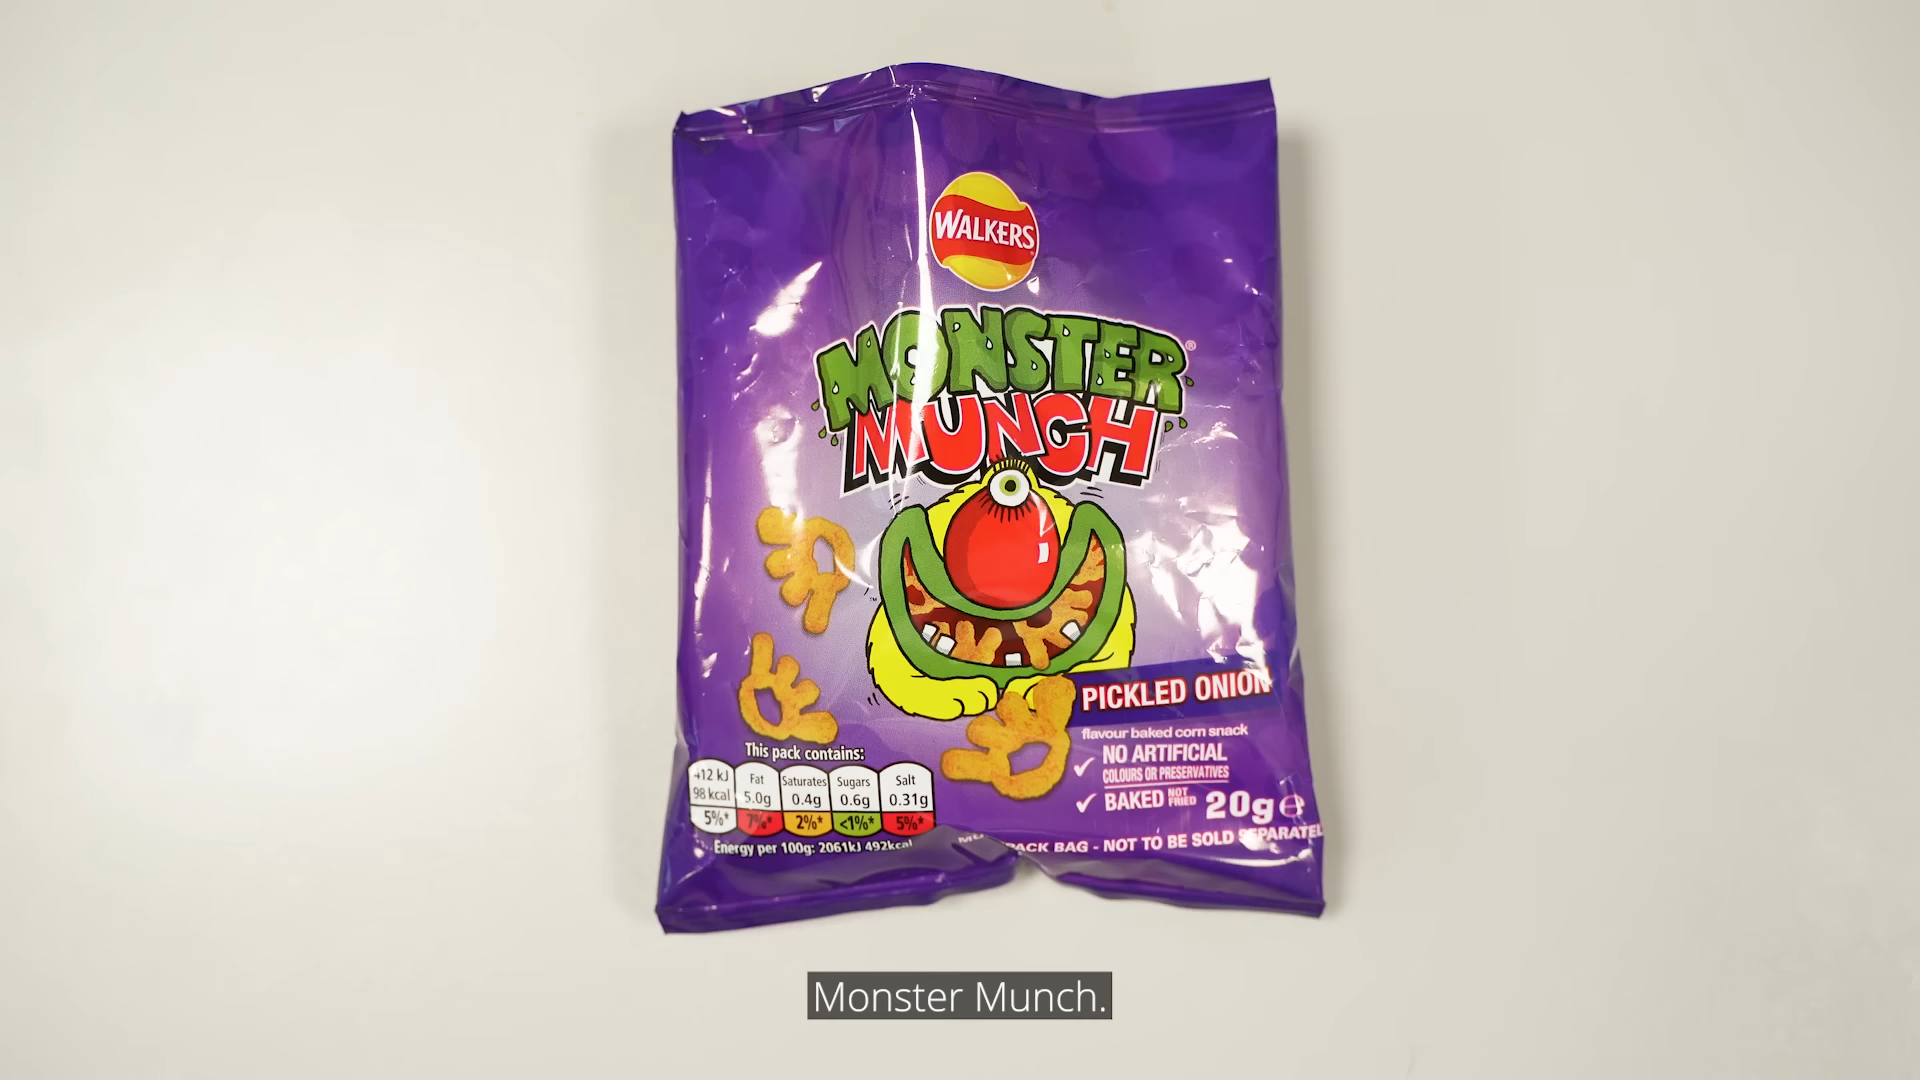 WALKERS
MONSTER®
MUNCH
TM
PICKLED ONION
flavour baked corn snack
NO ARTIFICIAL
COLOURS OR PRESERVATIVES
BAKED NOT FRIED
20g e
This pack contains:
412 kJ
98 kcal
5%*
Fat
5.0g
7%*
Saturates
0.4g
2%*
Sugars
0.6g
<1%*
Salt
0.31g
5%*
Energy per 100g: 2061kJ 492kcal
PACK BAG - NOT TO BE SOLD SEPARATEL
Monster Munch.